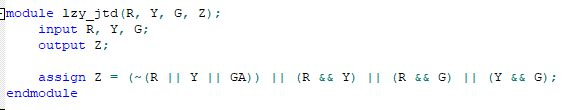 module lzy_jtd(R, Y, G, Z);
input R, Y, G;
output Z;
assign Z = (~(R || Y || GA)) || (R && Y) || (R && G) || (Y && G);
endmodule